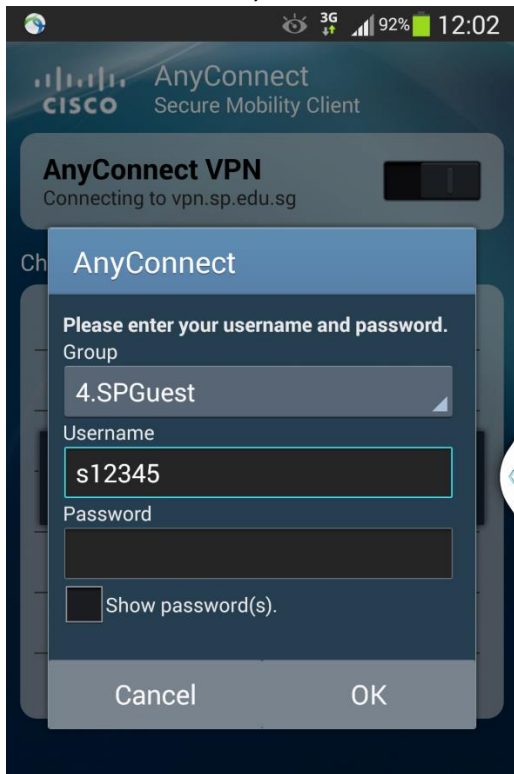 3G 92% 12:02
AnyConnect
CISCO Secure Mobility Client
AnyConnect VPN
Connecting to vpn.sp.edu.sg
Ch
AnyConnect
Please enter your username and password.
Group
4.SPGuest
Username
s12345
Password
Show password(s).
Cancel OK